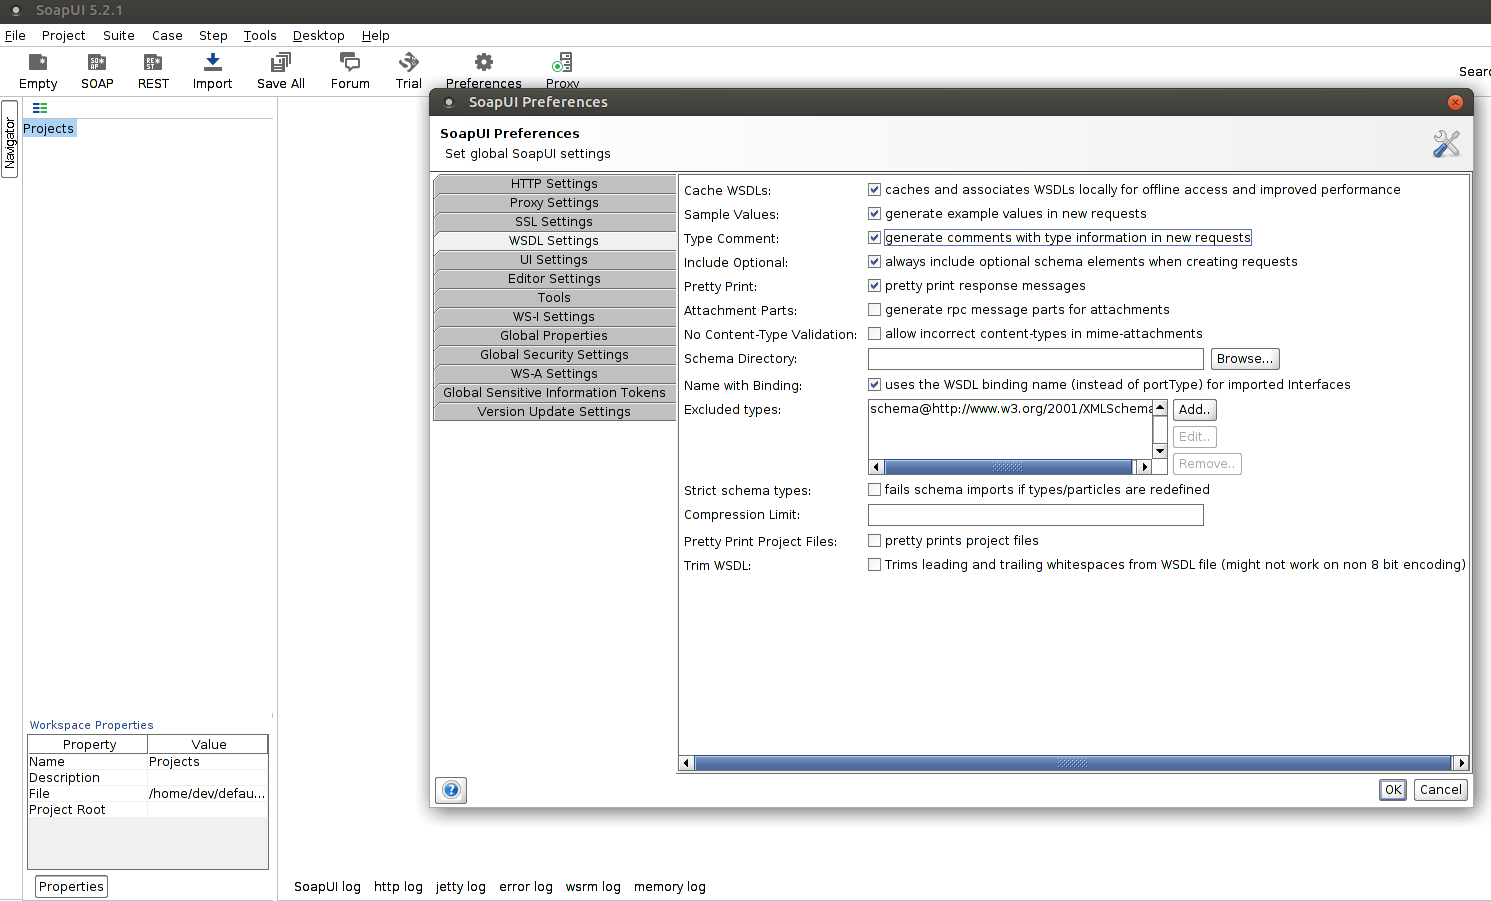 SoapUI 5.2.1
File Project Suite Case Step Tools Desktop Help
Empty SOAP REST Import Save All Forum Trial Preferences Proxy
Navigator
Projects
SoapUI Preferences
SoapUI Preferences
Set global SoapUI settings
HTTP Settings
Proxy Settings
SSL Settings
WSDL Settings
UI Settings
Editor Settings
Tools
WS-I Settings
Global Properties
Global Security Settings
WS-A Settings
Global Sensitive Information Tokens
Version Update Settings
Cache WSDLs: caches and associates WSDLs locally for offline access and improved performance
Sample Values: generate example values in new requests
Type Comment: generate comments with type information in new requests
Include Optional: always include optional schema elements when creating requests
Pretty Print: pretty print response messages
Attachment Parts: generate rpc message parts for attachments
No Content-Type Validation: allow incorrect content-types in mime-attachments
Schema Directory: Browse...
Name with Binding: uses the WSDL binding name (instead of portType) for imported Interfaces
Excluded types: schema@http://www.w3.org/2001/XMLSchema Add..
Edit..
Remove..
Strict schema types: fails schema imports if types/particles are redefined
Compression Limit:
Pretty Print Project Files: pretty prints project files
Trim WSDL: Trims leading and trailing whitespaces from WSDL file (might not work on non 8 bit encoding)
OK Cancel
Workspace Properties
Property Value
Name Projects
Description
File /home/dev/defau...
Project Root
Properties
SoapUI log http log jetty log error log wsrm log memory log